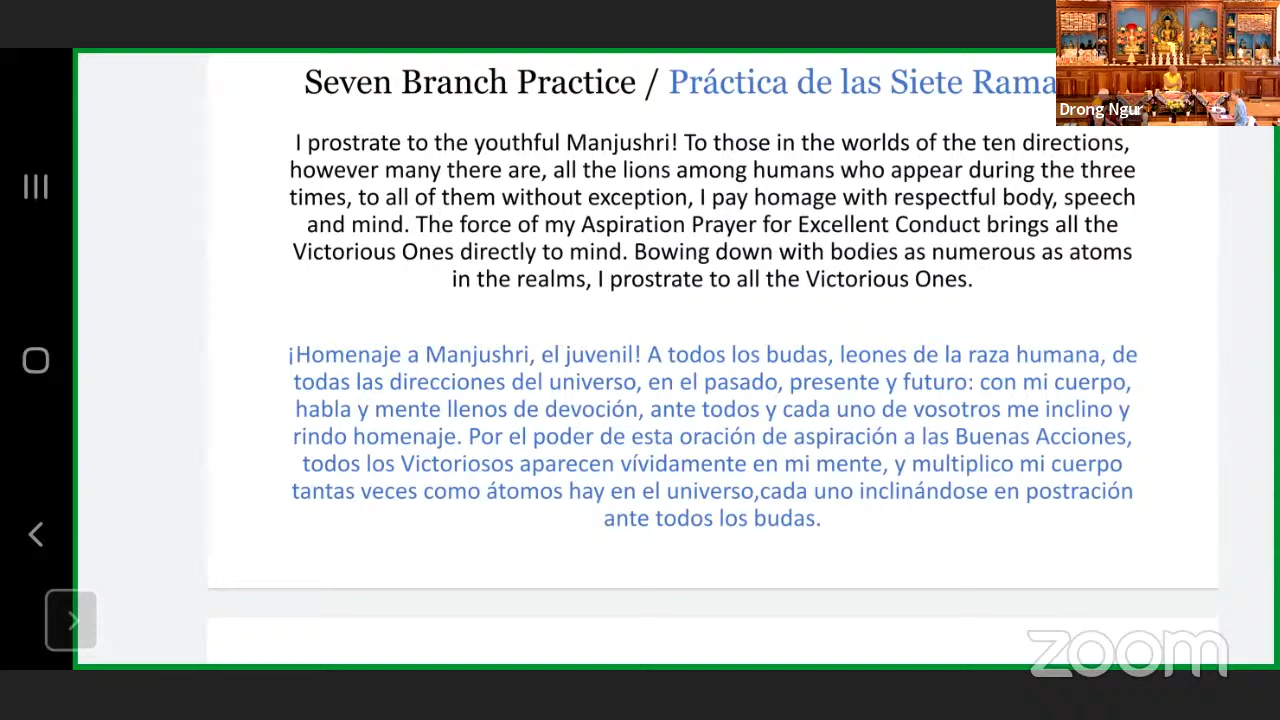 Seven Branch Practice / Práctica de las Siete Rama
Drong Ngur
I prostrate to the youthful Manjushri! To those in the worlds of the ten directions,
however many there are, all the lions among humans who appear during the three
times, to all of them without exception, I pay homage with respectful body, speech
and mind. The force of my Aspiration Prayer for Excellent Conduct brings all the
Victorious Ones directly to mind. Bowing down with bodies as numerous as atoms
in the realms, I prostrate to all the Victorious Ones.
¡Homenaje a Manjushri, el juvenil! A todos los budas, leones de la raza humana, de
todas las direcciones del universo, en el pasado, presente y futuro: con mi cuerpo,
habla y mente llenos de devoción, ante todos y cada uno de vosotros me inclino y
rindo homenaje. Por el poder de esta oración de aspiración a las Buenas Acciones,
todos los Victoriosos aparecen vívidamente en mi mente, y multiplico mi cuerpo
tantas veces como átomos hay en el universo,cada uno inclinándose en postración
ante todos los budas.
zoom